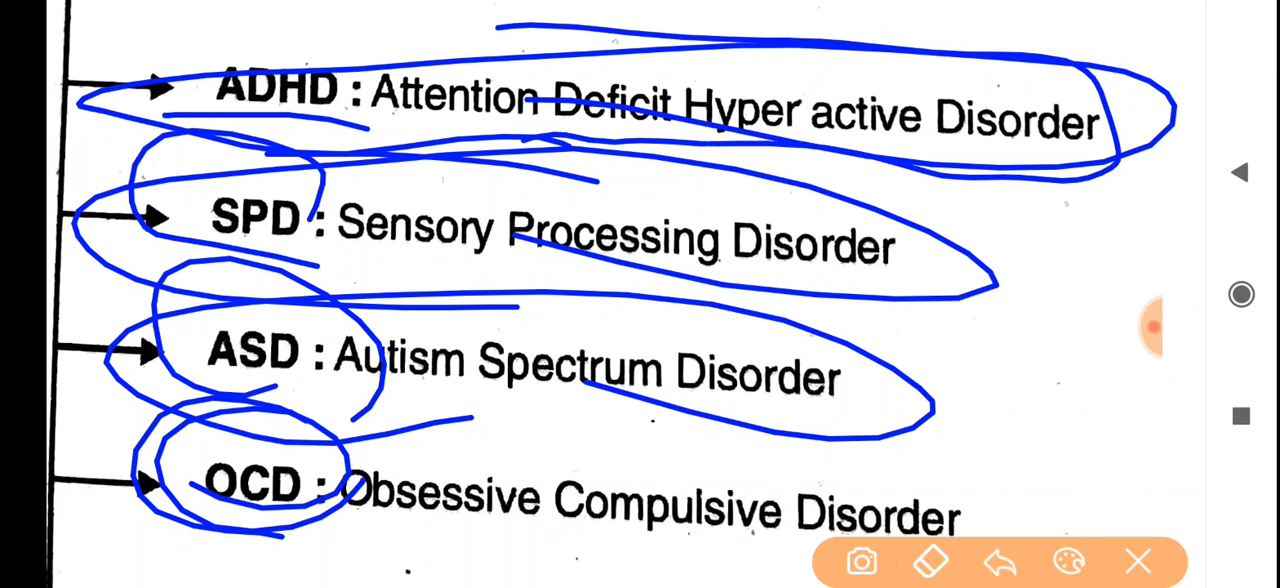 ADHD : Attention Deficit Hyper active Disorder
SPD : Sensory Processing Disorder
ASD : Autism Spectrum Disorder
OCD : Obsessive Compulsive Disorder